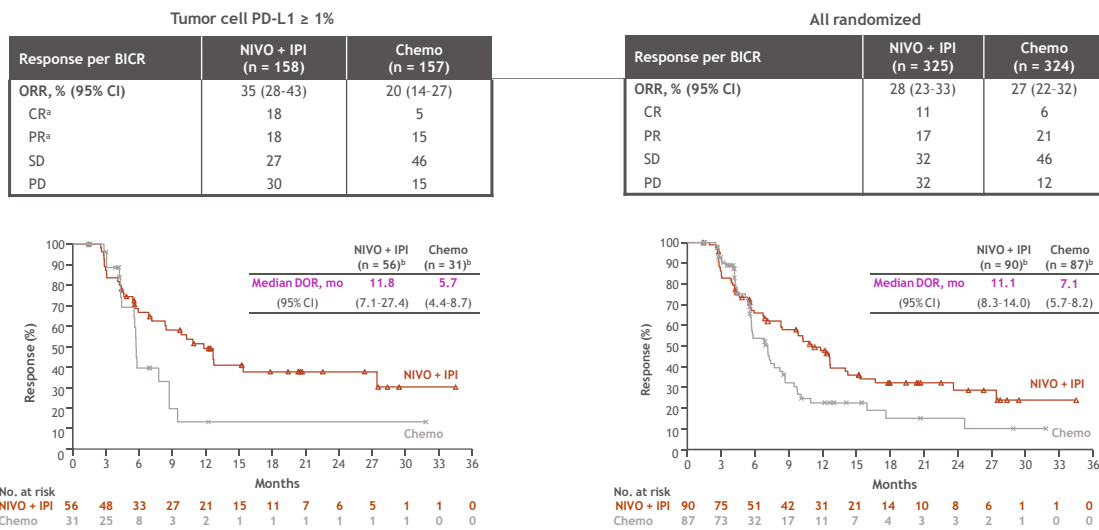 Tumor cell PD-L1 ≥ 1%
Response per BICR NIVO + IPI (n = 158) Chemo (n = 157)
ORR, % (95% CI) 35 (28-43) 20 (14-27)
CRª 18 5
PRª 18 15
SD 27 46
PD 30 15
All randomized
Response per BICR NIVO + IPI (n = 325) Chemo (n = 324)
ORR, % (95% CI) 28 (23-33) 27 (22-32)
CR 11 6
PR 17 21
SD 32 46
PD 32 12
NIVO + IPI Chemo
(n = 56)ᵇ (n = 31)ᵇ
Median DOR, mo 11.8 5.7
(95% CI) (7.1-27.4) (4.4-8.7)
Response (%)
100
90
80
70
60
50
40
30
20
10
0
NIVO + IPI
Chemo
0 3 6 9 12 15 18 21 24 27 30 33 36
Months
No. at risk
NIVO + IPI 56 48 33 27 21 15 11 7 6 5 1 1 0
Chemo 31 25 8 3 2 1 1 1 1 1 1 0 0
NIVO + IPI Chemo
(n = 90)ᵇ (n = 87)ᵇ
Median DOR, mo 11.1 7.1
(95% CI) (8.3-14.0) (5.7-8.2)
Response (%)
100
90
80
70
60
50
40
30
20
10
0
NIVO + IPI
Chemo
0 3 6 9 12 15 18 21 24 27 30 33 36
Months
No. at risk
NIVO + IPI 90 75 51 42 31 21 14 10 8 6 1 1 0
Chemo 87 73 32 17 11 7 4 3 3 2 1 0 0